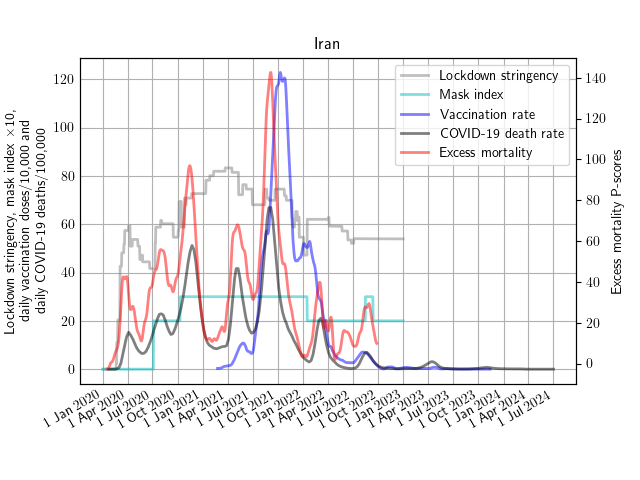 Iran
Lockdown stringency, mask index ×10,
daily vaccination doses/10,000 and
daily COVID-19 deaths/100,000
120
100
80
60
40
20
0
Lockdown stringency
Mask index
Vaccination rate
COVID-19 death rate
Excess mortality
140
120
100
80
60
40
20
0
Excess mortality P-scores
1 Jan 2020
1 Apr 2020
1 Jul 2020
1 Oct 2020
1 Jan 2021
1 Apr 2021
1 Jul 2021
1 Oct 2021
1 Jan 2022
1 Apr 2022
1 Jul 2022
1 Oct 2022
1 Jan 2023
1 Apr 2023
1 Jul 2023
1 Oct 2023
1 Jan 2024
1 Apr 2024
1 Jul 2024